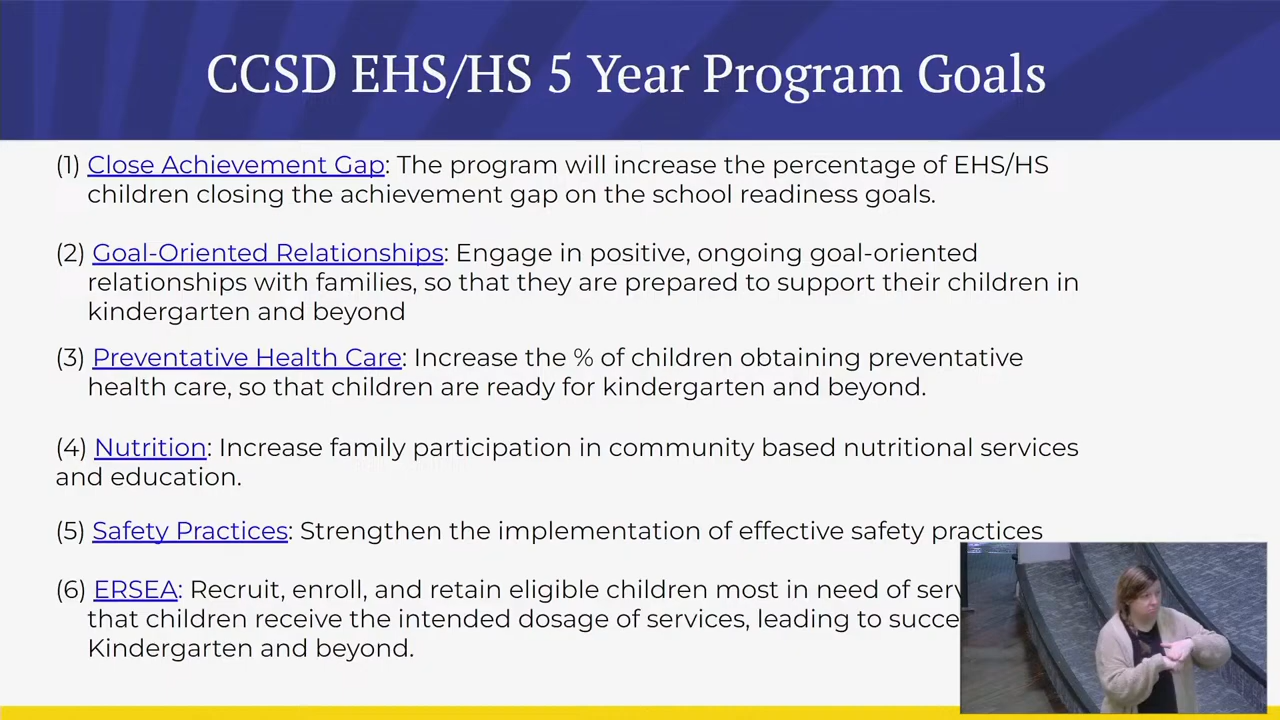 CCSD EHS/HS 5 Year Program Goals
(1) Close Achievement Gap: The program will increase the percentage of EHS/HS
children closing the achievement gap on the school readiness goals.
(2) Goal-Oriented Relationships: Engage in positive, ongoing goal-oriented
relationships with families, so that they are prepared to support their children in
kindergarten and beyond
(3) Preventative Health Care: Increase the % of children obtaining preventative
health care, so that children are ready for kindergarten and beyond.
(4) Nutrition: Increase family participation in community based nutritional services
and education.
(5) Safety Practices: Strengthen the implementation of effective safety practices
(6) ERSEA: Recruit, enroll, and retain eligible children most in need of
that children receive the intended dosage of services, leading to
Kindergarten and beyond.